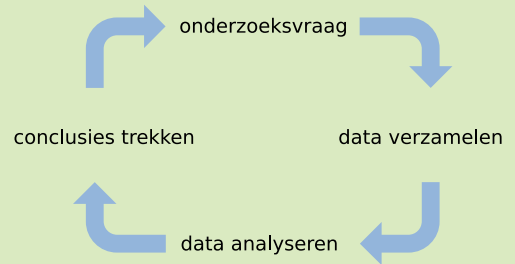 onderzoeksvraag
data verzamelen
data analyseren
conclusies trekken